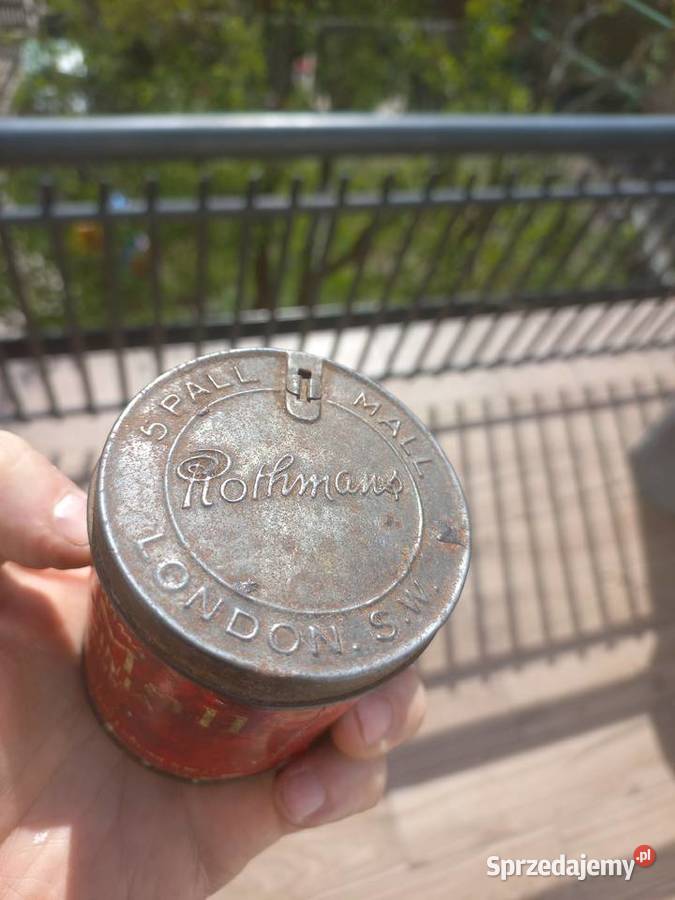 5 PALL MALL
Rothmans
LONDON. S.W.
Sprzedajemy.pl